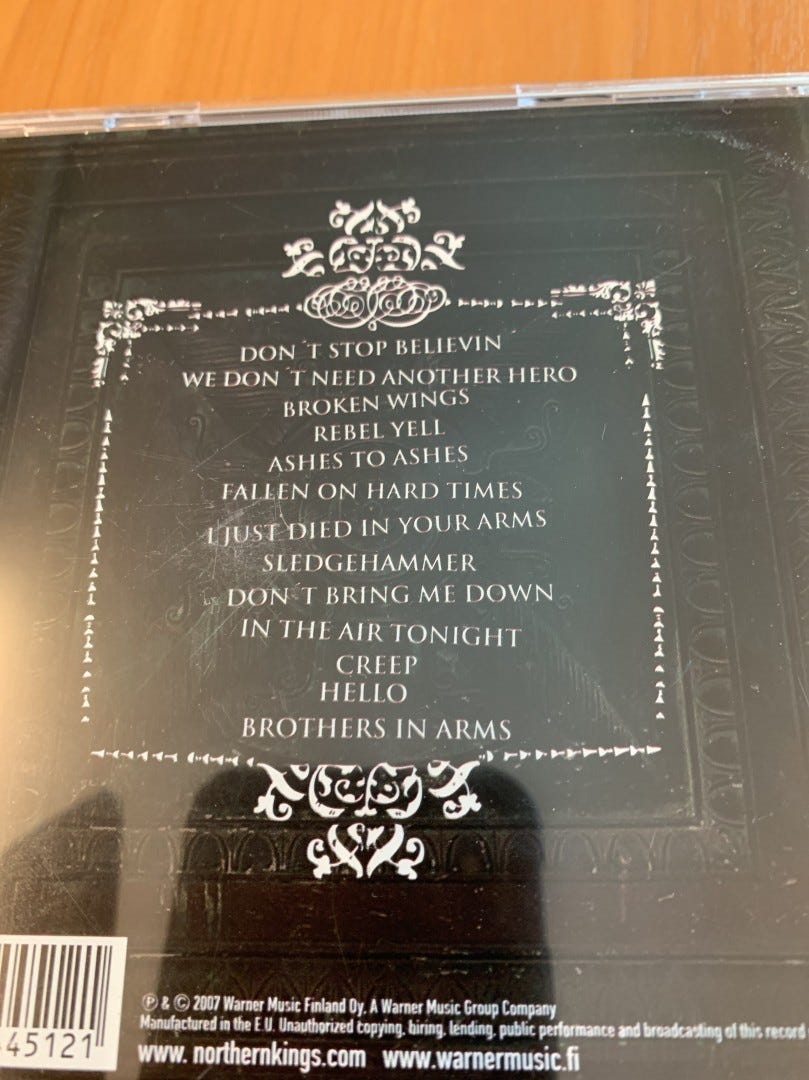 DON´T STOP BELIEVIN
WE DON´T NEED ANOTHER HERO
BROKEN WINGS
REBEL YELL
ASHES TO ASHES
FALLEN ON HARD TIMES
I JUST DIED IN YOUR ARMS
SLEDGEHAMMER
DON´T BRING ME DOWN
IN THE AIR TONIGHT
CREEP
HELLO
BROTHERS IN ARMS
℗ & © 2007 Warner Music Finland Oy, A Warner Music Group Company
Manufactured in the E.U. Unauthorized copying, hiring, lending, public performance and broadcasting of this record
45121
www. northernkings.com www.warnermusic.fi